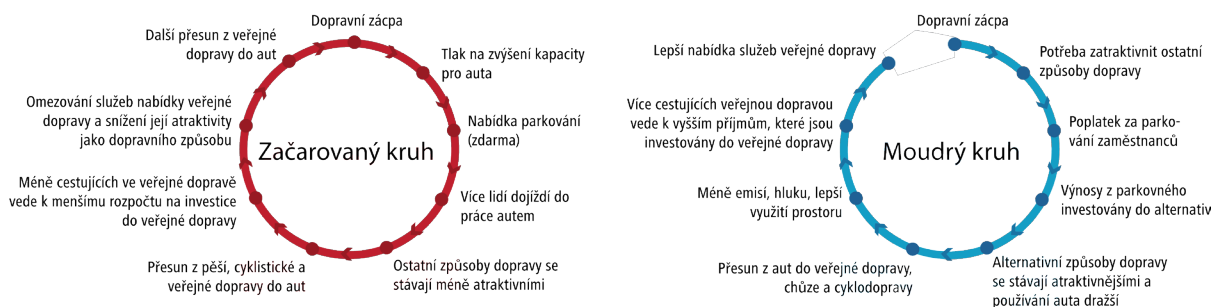 Dopravní zácpa
Tlak na zvýšení kapacity
pro auta
Nabídka parkování
(zdarma)
Více lidí dojíždí do
práce autem
Ostatní způsoby dopravy se
stávají méně atraktivními
Přesun z pěší, cyklistické a
veřejné dopravy do aut
Méně cestujících ve veřejné dopravě
vede k menšímu rozpočtu na investice
do veřejné dopravy
Omezování služeb nabídky veřejné
dopravy a snížení její atraktivity
jako dopravního způsobu
Další přesun z veřejné
dopravy do aut
Začarovaný kruh
Dopravní zácpa
Potřeba zatraktivnit ostatní
způsoby dopravy
Poplatek za parko-
vání zaměstnanců
Výnosy z parkovného
investovány do alternativ
Alternativní způsoby dopravy
se stávají atraktivnějšími a
používání auta dražší
Přesun z aut do veřejné dopravy,
chůze a cyklodopravy
Méně emisí, hluku, lepší
využití prostoru
Více cestujících veřejnou dopravou
vede k vyšším příjmům, které jsou
investovány do veřejné dopravy
Lepší nabídka služeb veřejné dopravy
Moudrý kruh